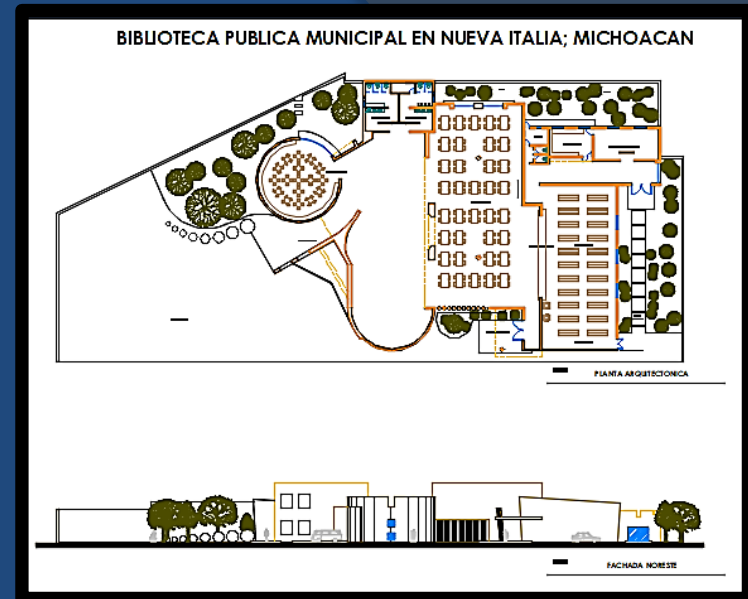 BIBLIOTECA PUBLICA MUNICIPAL EN NUEVA ITALIA; MICHOACAN
PLANTA ARQUITECTONICA
FACHADA NORESTE